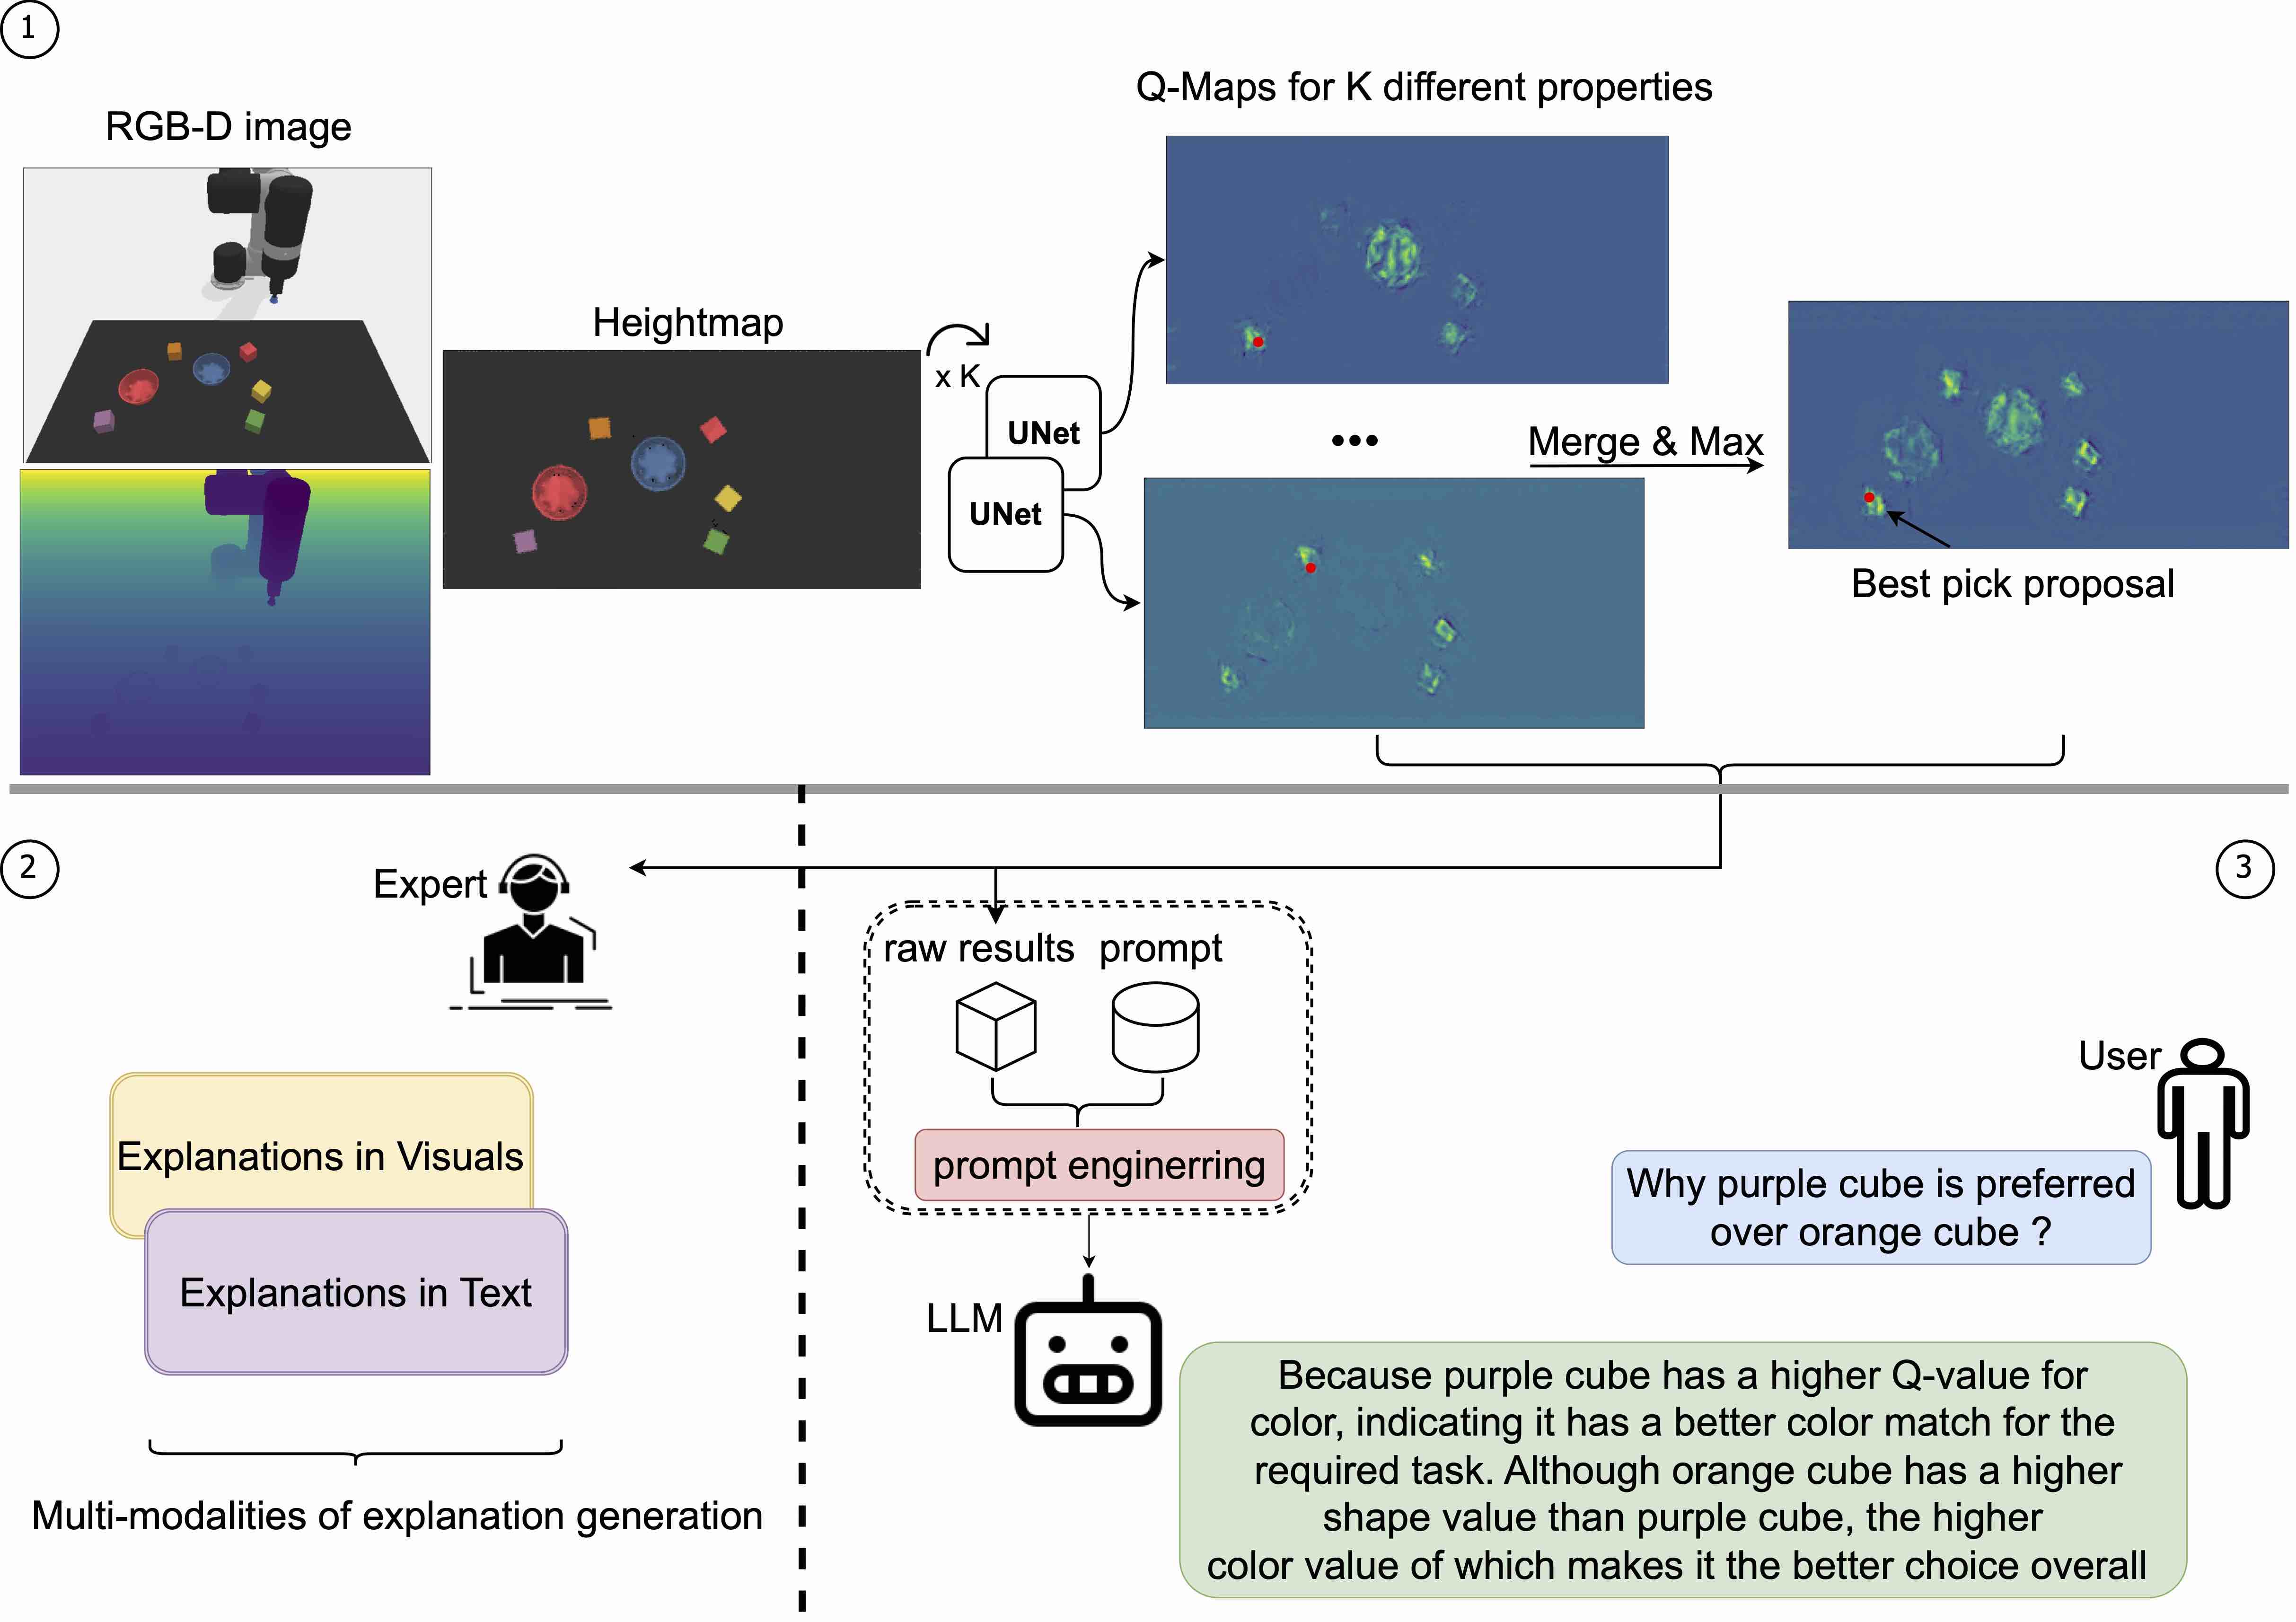 1
RGB-D image
Heightmap
x K
UNet
UNet
Q-Maps for K different properties
•••
Merge & Max
Best pick proposal
2
Expert
Explanations in Visuals
Explanations in Text
Multi-modalities of explanation generation
3
raw results prompt
prompt enginerring
LLM
User
Why purple cube is preferred
over orange cube ?
Because purple cube has a higher Q-value for
color, indicating it has a better color match for the
required task. Although orange cube has a higher
shape value than purple cube, the higher
color value of which makes it the better choice overall